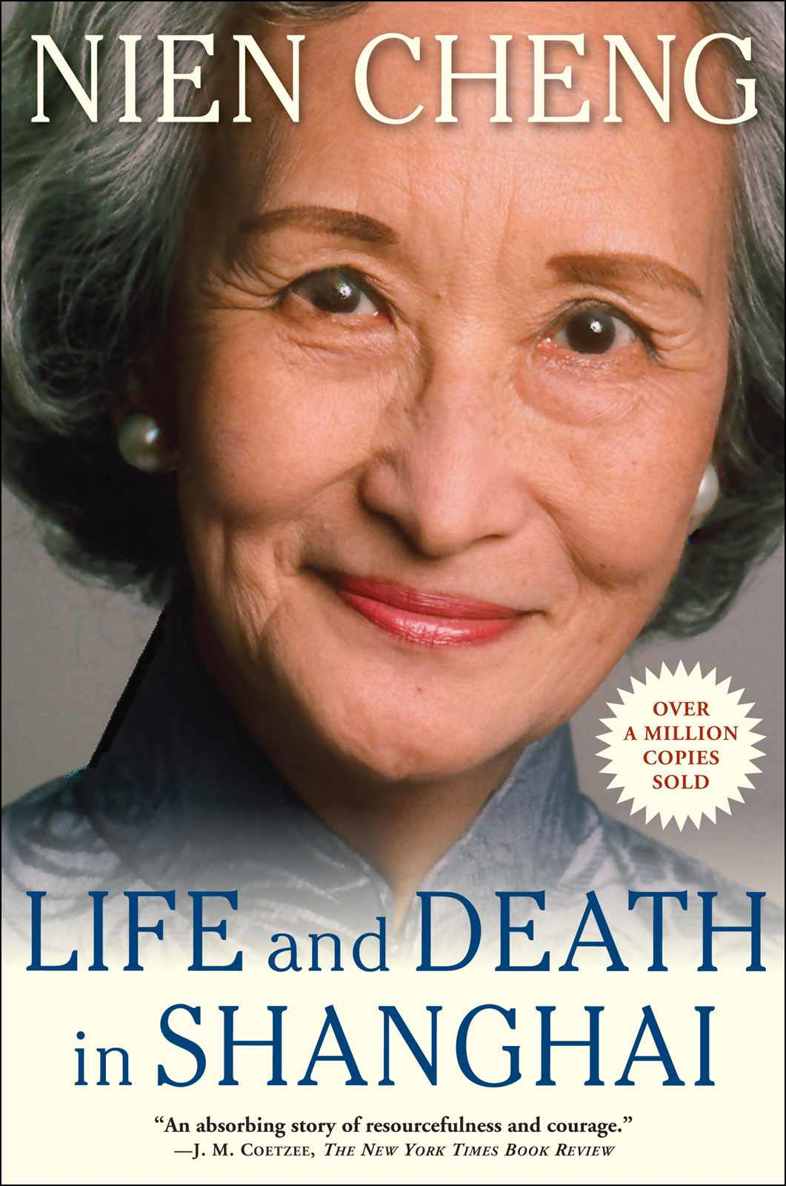 NIEN CHENG
OVER
A MILLION
COPIES
SOLD
LIFE and DEATH
in SHANGHAI
“An absorbing story of resourcefulness and courage.”
—J. M. Coetzee, The New York Times Book Review